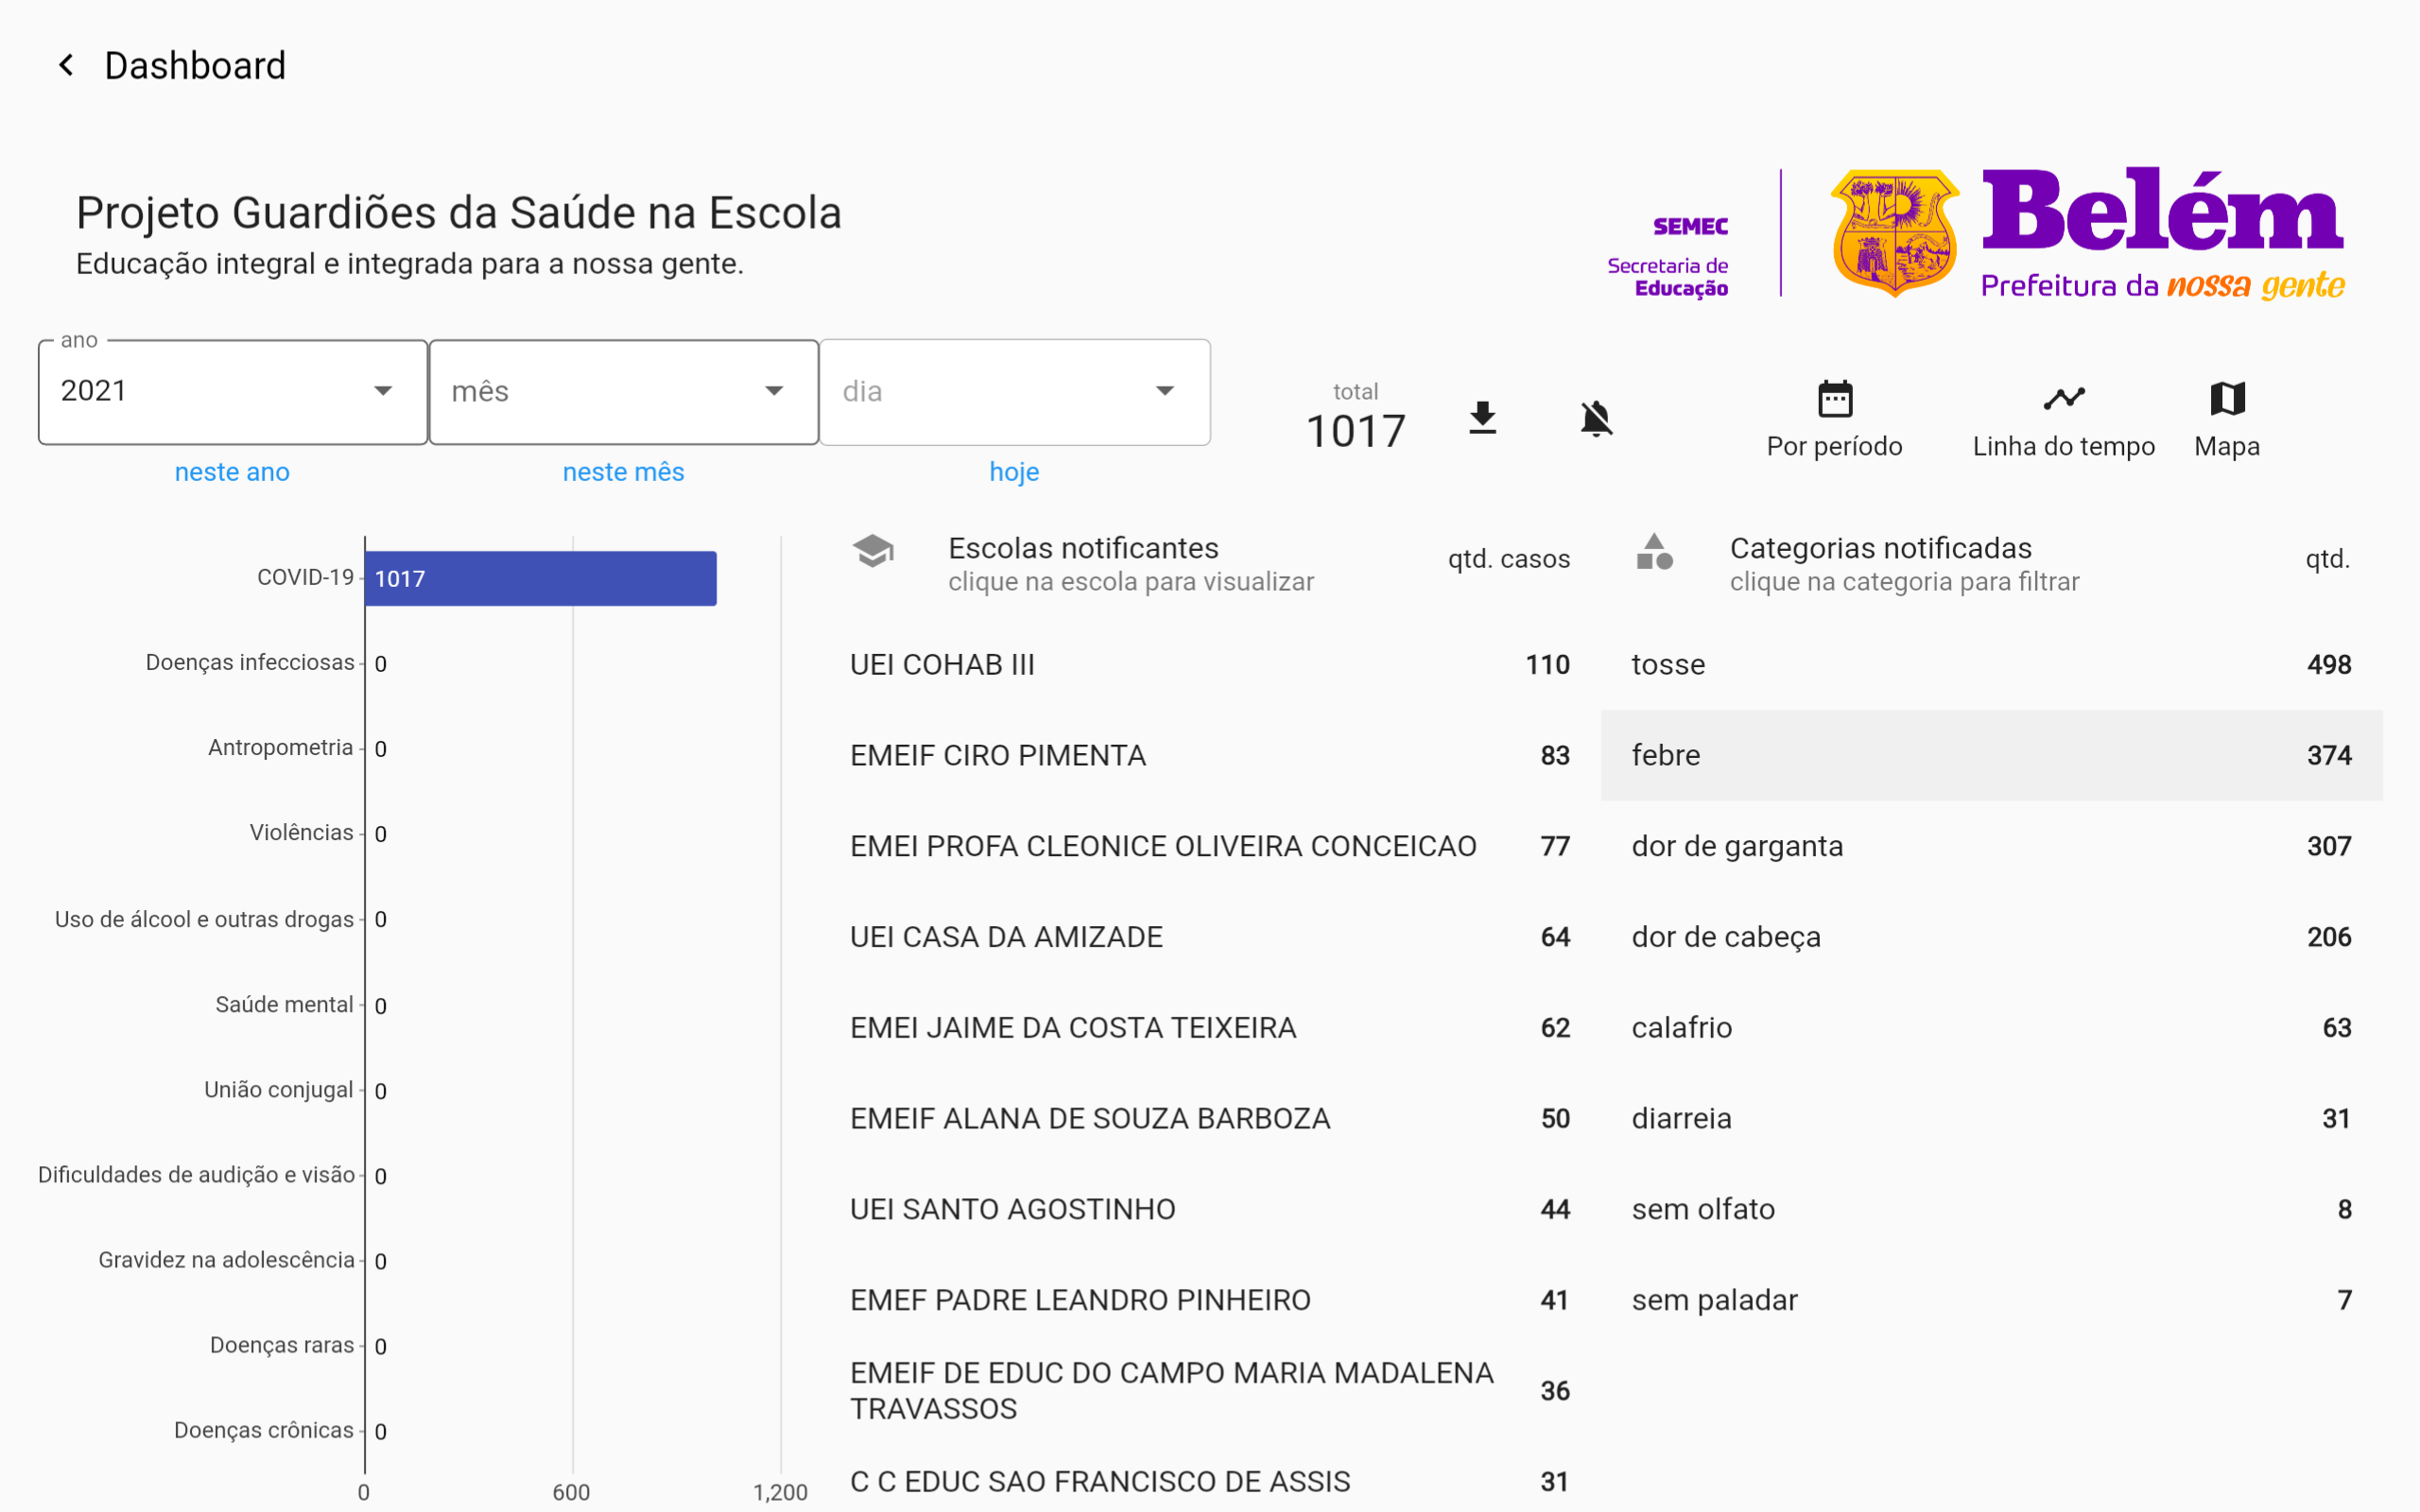 Dashboard
Projeto Guardiões da Saúde na Escola
Educação integral e integrada para a nossa gente.
SEMEC
Secretaria de
Educação
Belém
Prefeitura da nossa gente
ano
2021
mês
dia
neste ano
neste mês
hoje
total
1017
Por período
Linha do tempo
Mapa
COVID-19
1017
Doenças infecciosas
0
Antropometria
0
Violências
0
Uso de álcool e outras drogas
0
Saúde mental
0
União conjugal
0
Dificuldades de audição e visão
0
Gravidez na adolescência
0
Doenças raras
0
Doenças crônicas
0
0
600
1,200
Escolas notificantes
clique na escola para visualizar
qtd. casos
UEI COHAB III
110
EMEIF CIRO PIMENTA
83
EMEI PROFA CLEONICE OLIVEIRA CONCEICAO
77
UEI CASA DA AMIZADE
64
EMEI JAIME DA COSTA TEIXEIRA
62
EMEIF ALANA DE SOUZA BARBOZA
50
UEI SANTO AGOSTINHO
44
EMEF PADRE LEANDRO PINHEIRO
41
EMEIF DE EDUC DO CAMPO MARIA MADALENA
TRAVASSOS
36
C C EDUC SAO FRANCISCO DE ASSIS
31
Categorias notificadas
clique na categoria para filtrar
qtd.
tosse
498
febre
374
dor de garganta
307
dor de cabeça
206
calafrio
63
diarreia
31
sem olfato
8
sem paladar
7